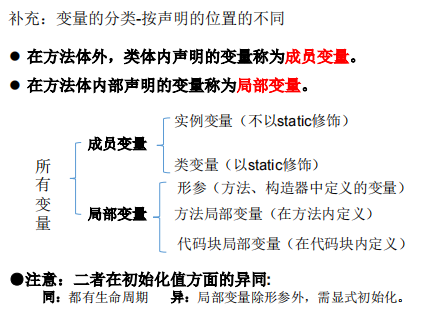 补充：变量的分类-按声明的位置的不同
● 在方法体外，类体内声明的变量称为成员变量。
● 在方法体内部声明的变量称为局部变量。
所有变量
成员变量
实例变量（不以static修饰）
类变量（以static修饰）
局部变量
形参（方法、构造器中定义的变量）
方法局部变量（在方法内定义）
代码块局部变量（在代码块内定义）
●注意：二者在初始化值方面的异同:
同：都有生命周期 异：局部变量除形参外，需显式初始化。